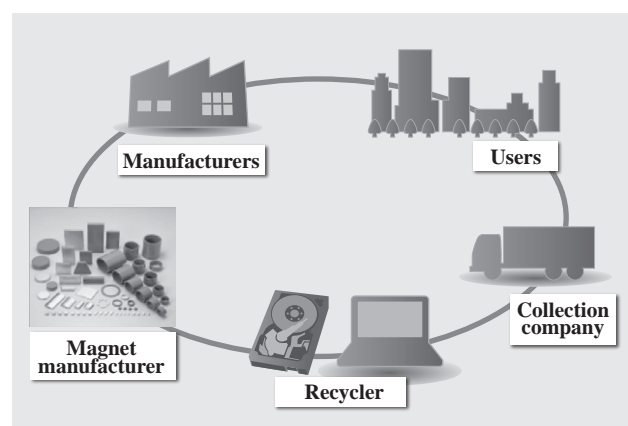 Manufacturers
Users
Collection
company
Magnet
manufacturer
Recycler